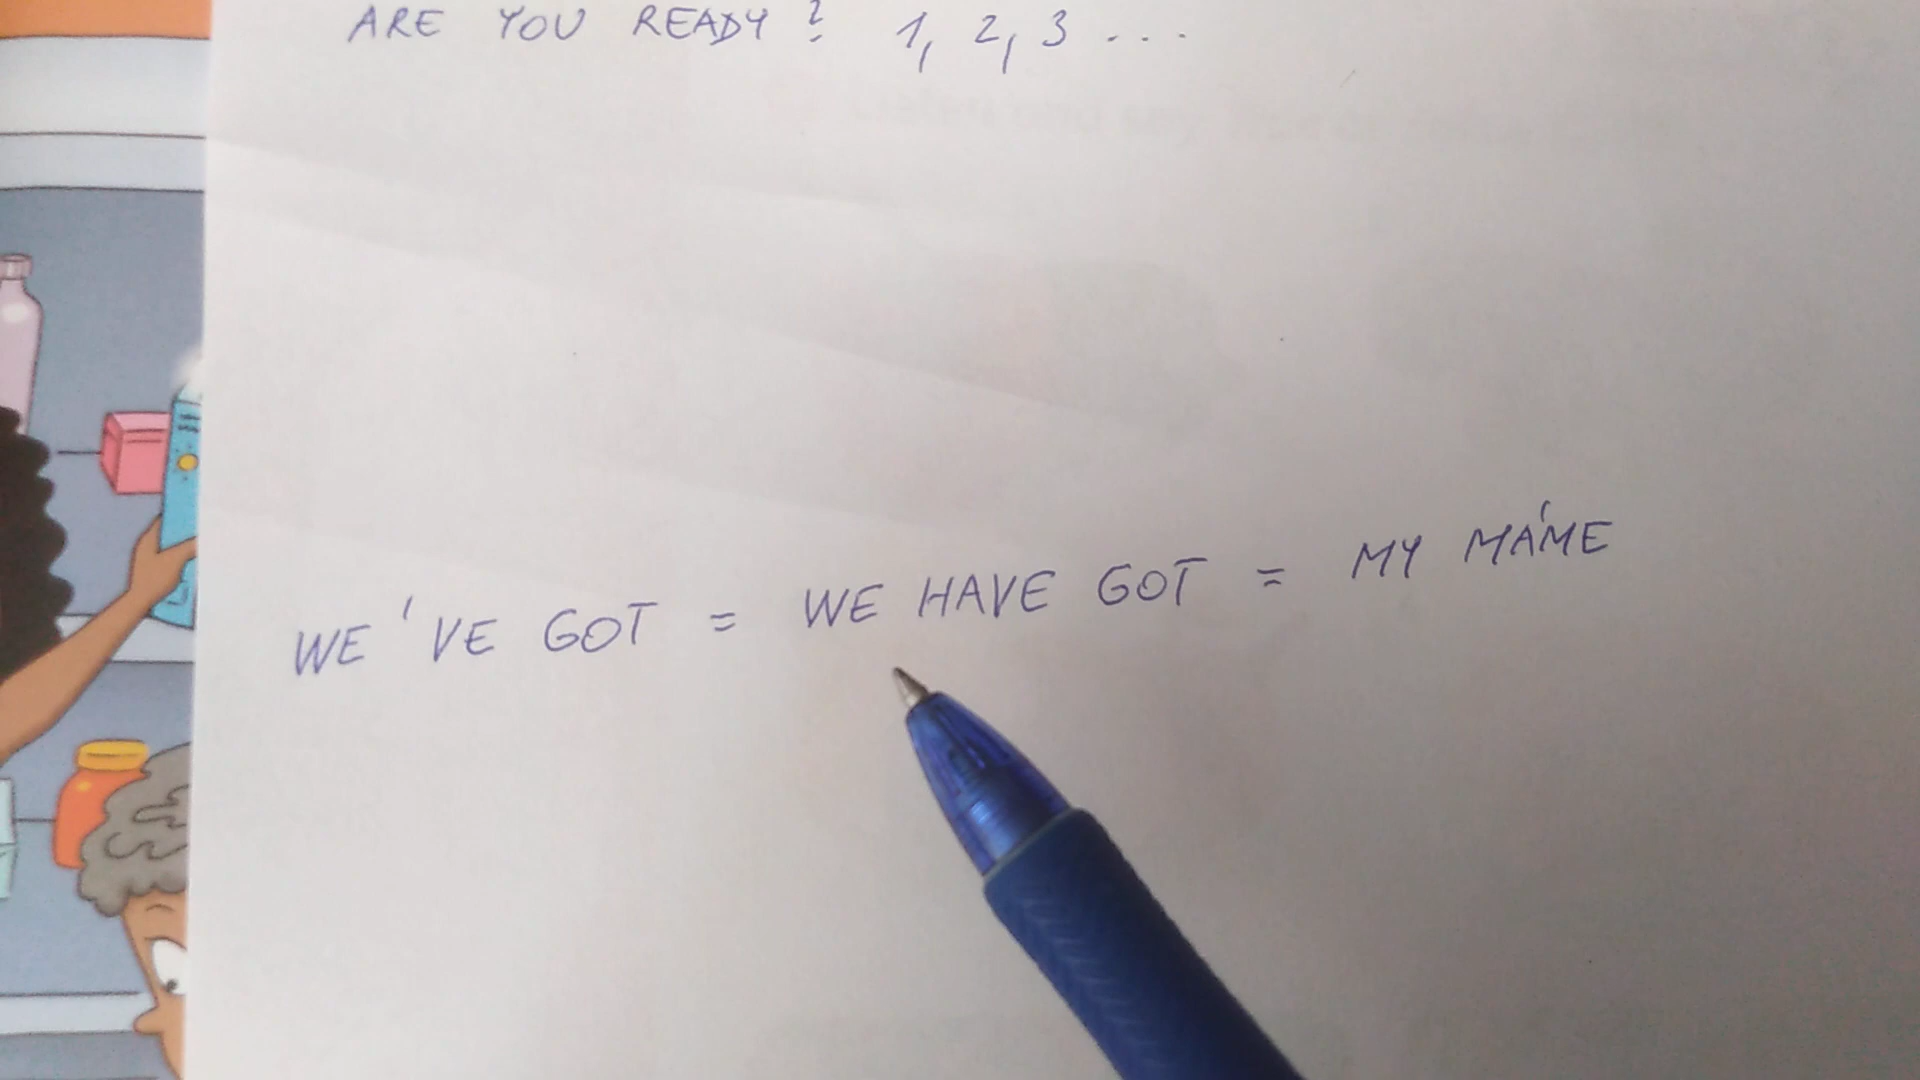 ARE YOU READY? 1, 2, 3 ...
WE'VE GOT = WE HAVE GOT = MY MÁME